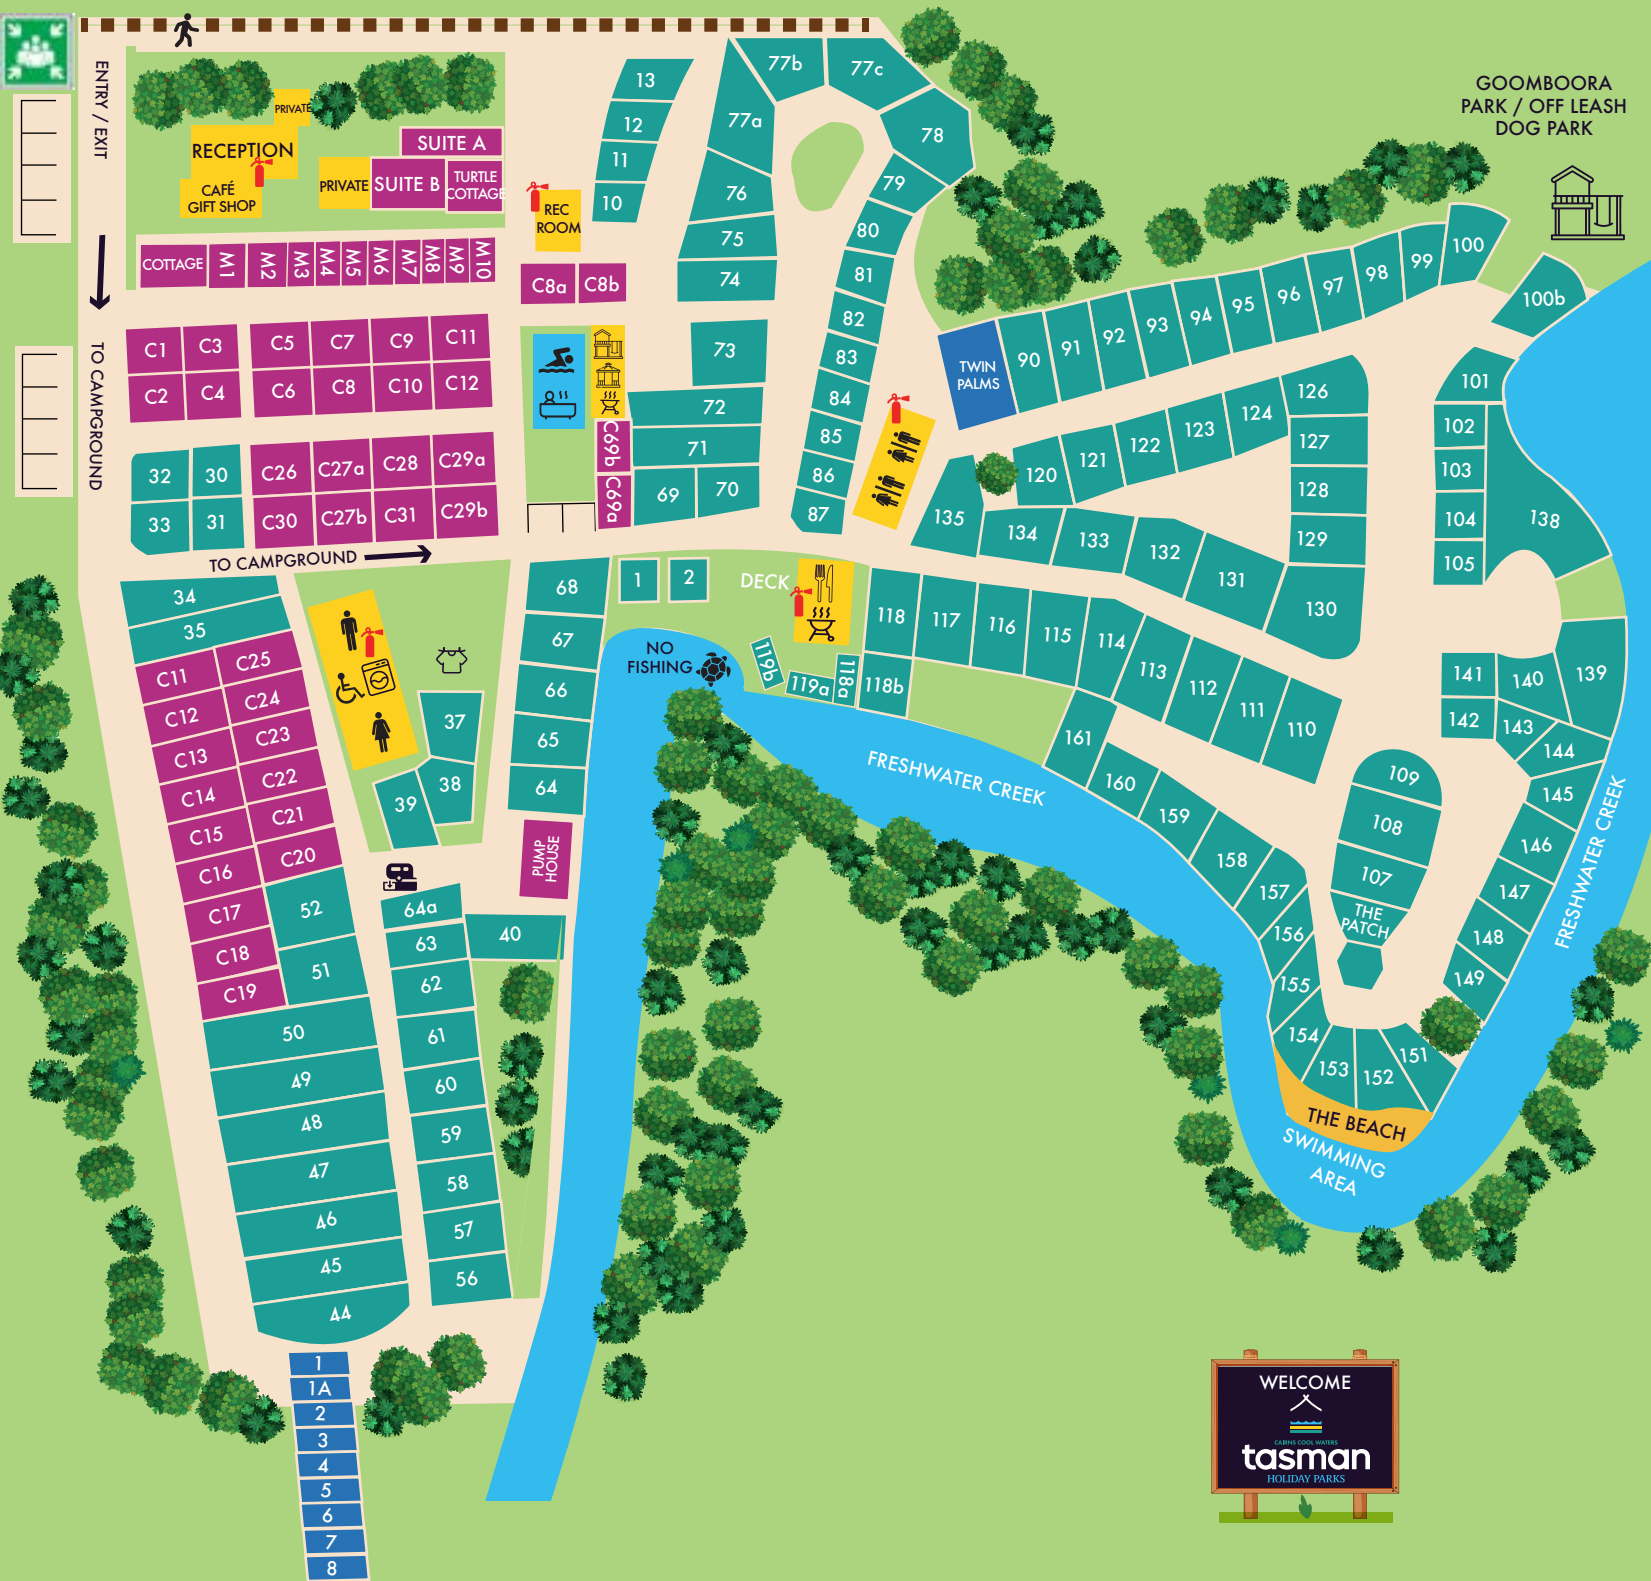 ENTRY / EXIT
TO CAMPGROUND
PRIVATE
RECEPTION
CAFÉ
GIFT SHOP
PRIVATE
SUITE A
SUITE B
TURTLE
COTTAGE
COTTAGE
M1
M2
M3
M4
M5
M6
M7
M8
M9
M10
REC
ROOM
C8a
C8b
13
12
11
10
77b
77c
77a
78
76
79
75
80
74
81
82
73
83
72
84
71
85
69
70
86
87
C69b
C69a
C1
C3
C5
C7
C9
C11
C2
C4
C6
C8
C10
C12
32
30
C26
C27a
C28
C29a
33
31
C30
C27b
C31
C29b
TO CAMPGROUND
GOOMBOORA
PARK / OFF LEASH
DOG PARK
TWIN
PALMS
90
91
92
93
94
95
96
97
98
99
100
100b
101
102
103
104
105
138
120
121
122
123
124
126
127
128
129
130
135
134
133
132
131
34
35
C11
C25
C12
C24
C13
C23
C14
C22
C15
C21
C16
C20
C17
52
C18
51
C19
50
49
48
47
46
45
44
37
38
39
64a
63
40
62
61
60
59
58
57
56
68
67
66
65
64
PUMP
HOUSE
1
2
DECK
NO
FISHING
119b
119a
118a
118b
118
117
116
115
114
113
112
111
110
161
160
159
158
157
156
155
154
153
152
151
FRESHWATER CREEK
109
108
107
THE
PATCH
141
140
139
142
143
144
145
146
147
148
149
FRESHWATER CREEK
THE BEACH
SWIMMING
AREA
1
1A
2
3
4
5
6
7
8
WELCOME
CABINS COOL WATERS
tasman
HOLIDAY PARKS